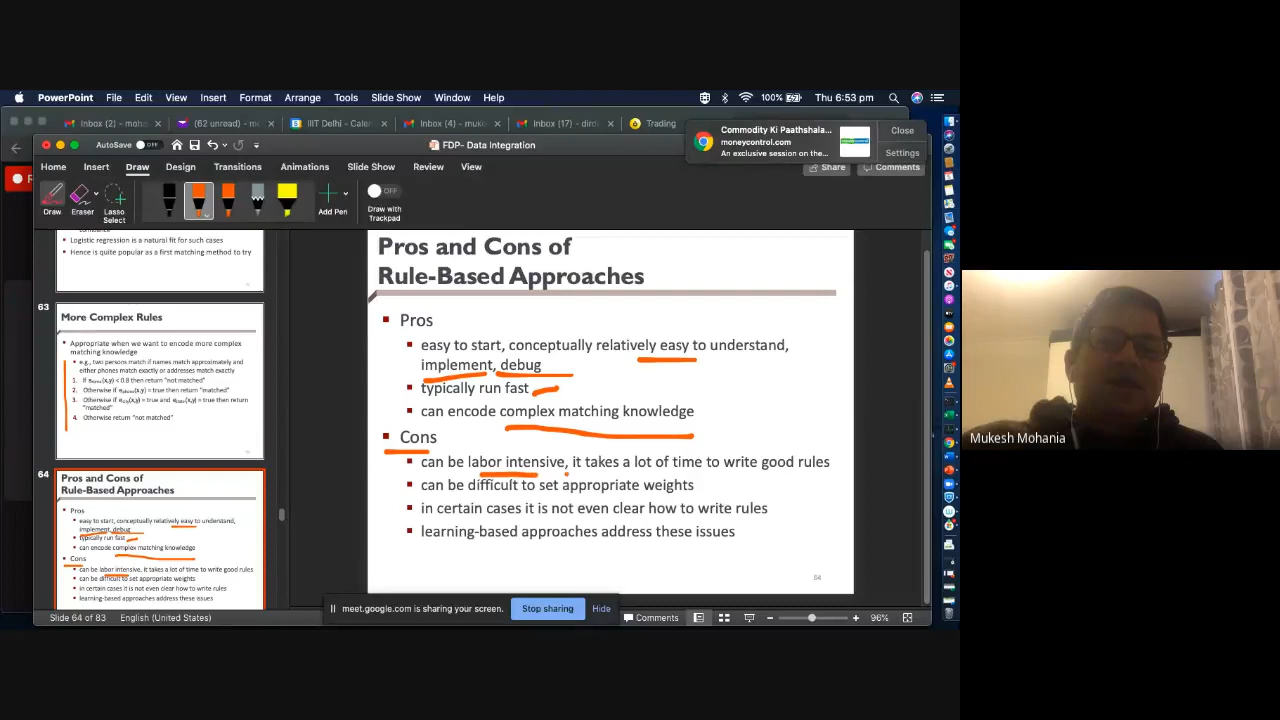 PowerPoint File Edit View Insert Format Arrange Tools Slide Show Window Help 100% Thu 6:53 pm
Inbox (2) - moha (62 unread) - m IIIT Delhi - Calen Inbox (4) - mukes Inbox (17) - dird Trading
AutoSave OFF FDP- Data Integration
Commodity Ki Paathshala...
moneycontrol.com
An exclusive session on the...
Close
Settings
Home Insert Draw Design Transitions Animations Slide Show Review View Share Comments
Draw Eraser Lasso Select Add Pen OFF Draw with Trackpad
Logistic regression is a natural fit for such cases
Hence is quite popular as a first matching method to try
63
More Complex Rules
Appropriate when we want to encode more complex
matching knowledge
e.g., two persons match if names match approximately and
either phones match exactly or addresses match exactly
1. If (x,y) < 0.8 then return "not matched"
2. Otherwise if (x,y) = true then return "matched"
3. Otherwise if (x,y) = true and (x,y) = true then return
"matched"
4. Otherwise return "not matched"
64
Pros and Cons of
Rule-Based Approaches
Pros
easy to start, conceptually relatively easy to understand,
implement, debug
typically run fast
can encode complex matching knowledge
Cons
can be labor intensive, it takes a lot of time to write good rules
can be difficult to set appropriate weights
in certain cases it is not even clear how to write rules
learning-based approaches address these issues
Pros and Cons of
Rule-Based Approaches
Pros
easy to start, conceptually relatively easy to understand,
implement, debug
typically run fast
can encode complex matching knowledge
Cons
can be labor intensive, it takes a lot of time to write good rules
can be difficult to set appropriate weights
in certain cases it is not even clear how to write rules
learning-based approaches address these issues
64
meet.google.com is sharing your screen. Stop sharing Hide
Slide 64 of 83 English (United States) Comments 96%
Mukesh Mohania